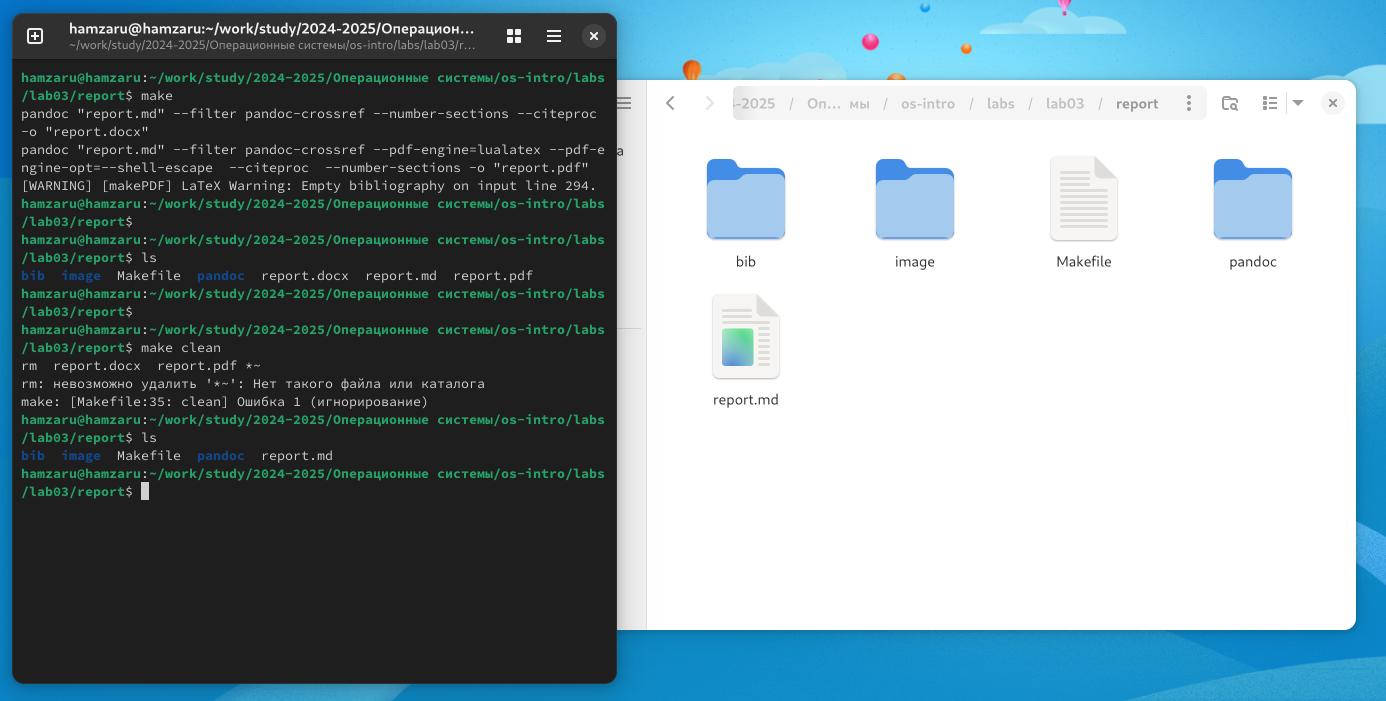 hamzaru@hamzaru:~/work/study/2024-2025/Операцион...
~/work/study/2024-2025/Операционные системы/os-intro/labs/lab03/r...
hamzaru@hamzaru:~/work/study/2024-2025/Операционные системы/os-intro/labs
/lab03/report$ make
pandoc "report.md" --filter pandoc-crossref --number-sections --citeproc
-o "report.docx"
pandoc "report.md" --filter pandoc-crossref --pdf-engine=lualatex --pdf-e
ngine-opt=--shell-escape  --citeproc  --number-sections -o "report.pdf"
[WARNING] [makePDF] LaTeX Warning: Empty bibliography on input line 294.
hamzaru@hamzaru:~/work/study/2024-2025/Операционные системы/os-intro/labs
/lab03/report$
hamzaru@hamzaru:~/work/study/2024-2025/Операционные системы/os-intro/labs
/lab03/report$ ls
bib  image  Makefile  pandoc  report.docx  report.md  report.pdf
hamzaru@hamzaru:~/work/study/2024-2025/Операционные системы/os-intro/labs
/lab03/report$
hamzaru@hamzaru:~/work/study/2024-2025/Операционные системы/os-intro/labs
/lab03/report$ make clean
rm  report.docx  report.pdf *~
rm: невозможно удалить '*~': Нет такого файла или каталога
make: [Makefile:35: clean] Ошибка 1 (игнорирование)
hamzaru@hamzaru:~/work/study/2024-2025/Операционные системы/os-intro/labs
/lab03/report$ ls
bib  image  Makefile  pandoc  report.md
hamzaru@hamzaru:~/work/study/2024-2025/Операционные системы/os-intro/labs
/lab03/report$
а
-2025 / Оп... мы / os-intro / labs / lab03 / report
bib
image
Makefile
pandoc
report.md